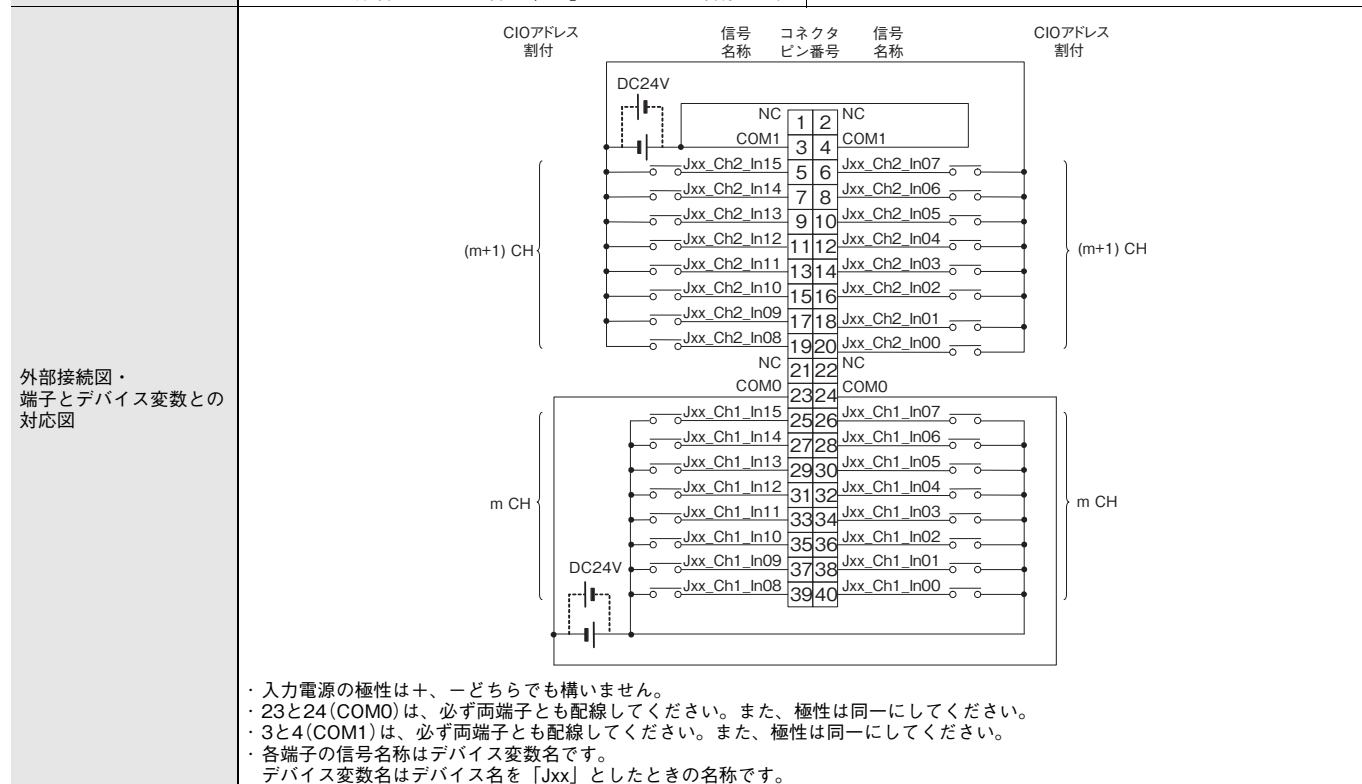 CIOアドレス 信号 コネクタ 信号 CIOアドレス
割付 名称 ピン番号 名称 割付
DC24V
NC 1 2 NC
COM1 3 4 COM1
Jxx_Ch2_In15 5 6 Jxx_Ch2_In07
Jxx_Ch2_In14 7 8 Jxx_Ch2_In06
Jxx_Ch2_In13 9 10 Jxx_Ch2_In05
(m+1) CH Jxx_Ch2_In12 11 12 Jxx_Ch2_In04 (m+1) CH
Jxx_Ch2_In11 13 14 Jxx_Ch2_In03
Jxx_Ch2_In10 15 16 Jxx_Ch2_In02
Jxx_Ch2_In09 17 18 Jxx_Ch2_In01
Jxx_Ch2_In08 19 20 Jxx_Ch2_In00
NC 21 22 NC
COM0 23 24 COM0
外部接続図・
端子とデバイス変数との
対応図
Jxx_Ch1_In15 25 26 Jxx_Ch1_In07
Jxx_Ch1_In14 27 28 Jxx_Ch1_In06
Jxx_Ch1_In13 29 30 Jxx_Ch1_In05
m CH Jxx_Ch1_In12 31 32 Jxx_Ch1_In04 m CH
Jxx_Ch1_In11 33 34 Jxx_Ch1_In03
Jxx_Ch1_In10 35 36 Jxx_Ch1_In02
DC24V Jxx_Ch1_In09 37 38 Jxx_Ch1_In01
Jxx_Ch1_In08 39 40 Jxx_Ch1_In00
・入力電源の極性は＋、－どちらでも構いません。
・23と24(COM0)は、必ず両端子とも配線してください。また、極性は同一にしてください。
・3と4(COM1)は、必ず両端子とも配線してください。また、極性は同一にしてください。
・各端子の信号名称はデバイス変数名です。
デバイス変数名はデバイス名を「Jxx」としたときの名称です。